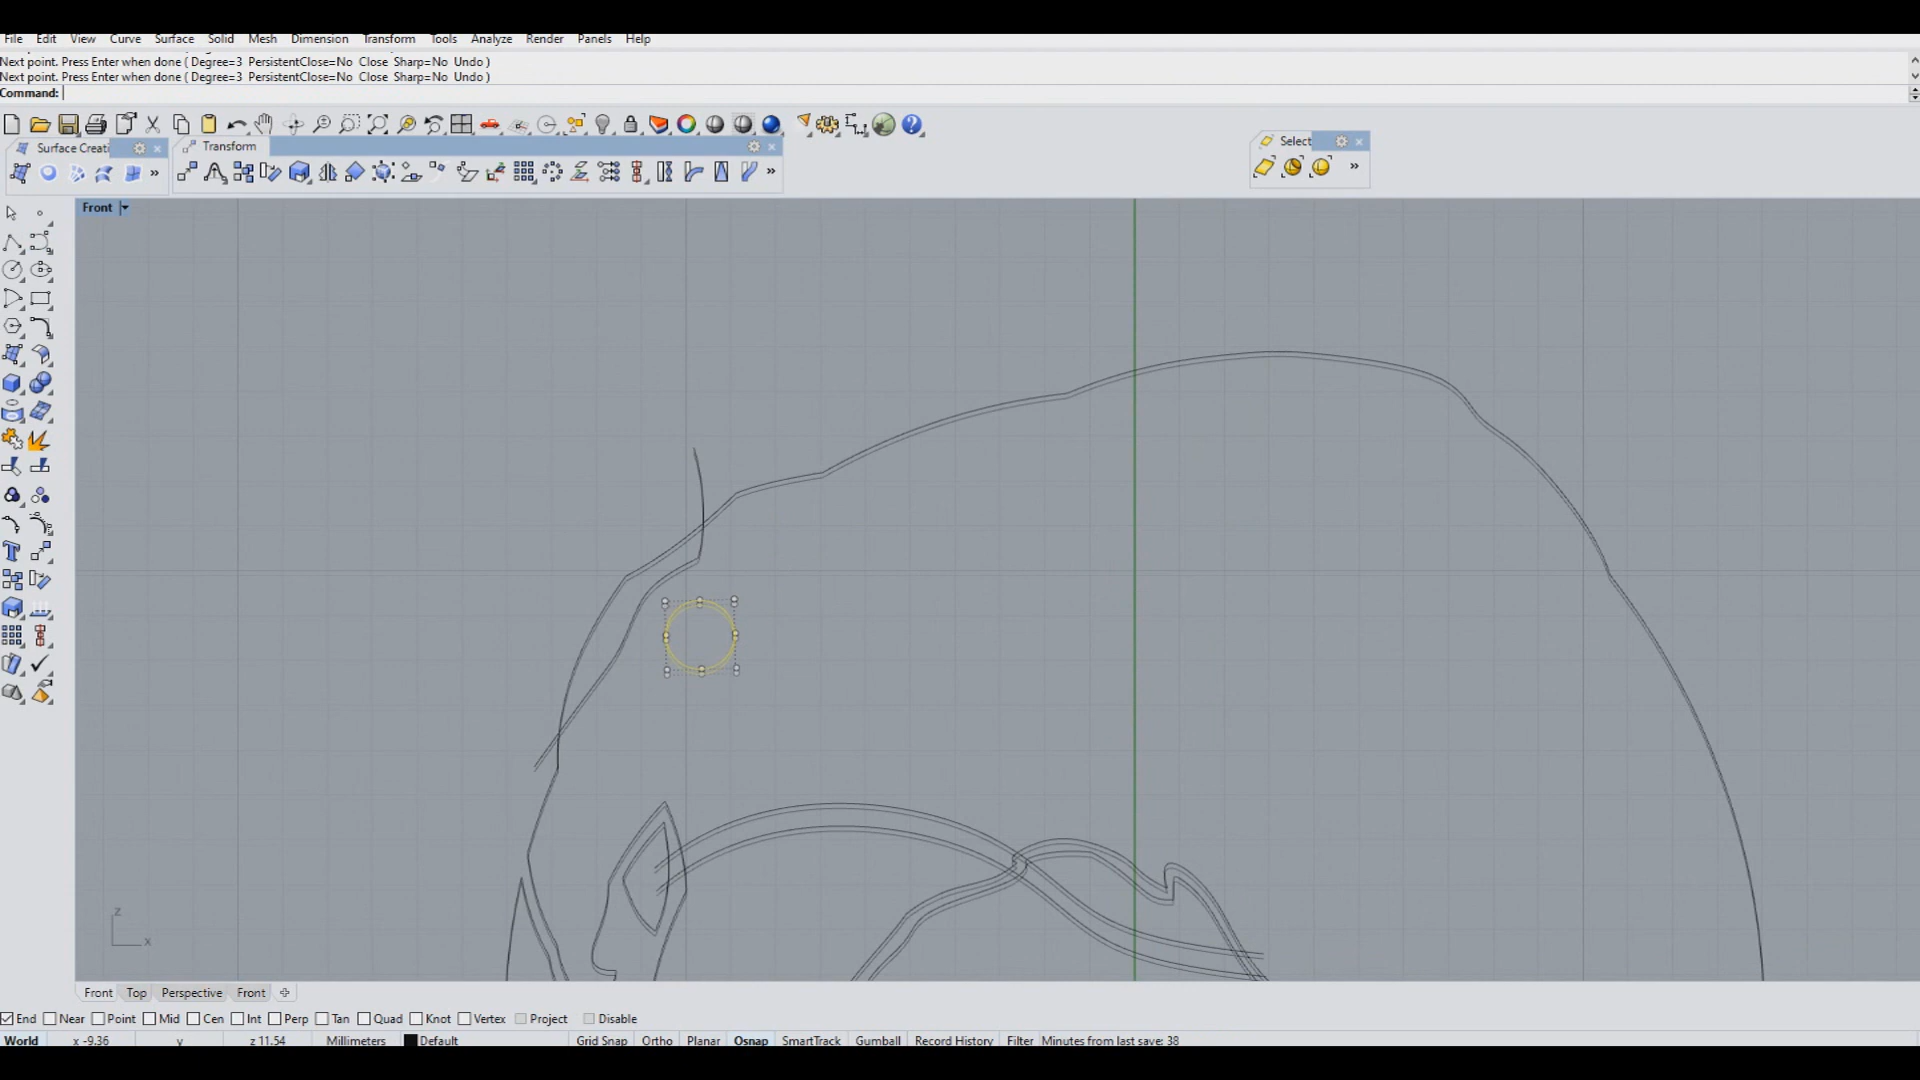 File Edit View Curve Surface Solid Mesh Dimension Transform Tools Analyze Render Panels Help
Next point. Press Enter when done ( Degree=3 PersistentClose=No Close Sharp=No Undo )
Next point. Press Enter when done ( Degree=3 PersistentClose=No Close Sharp=No Undo )
Command:
Surface Creati Transform Select
Front
z
x
Front Top Perspective Front
End Near Point Mid Cen Int Perp Tan Quad Knot Vertex Project Disable
World x -9.36 y z 11.54 Millimeters Default Grid Snap Ortho Planar Osnap SmartTrack Gumball Record History Filter Minutes from last save: 38